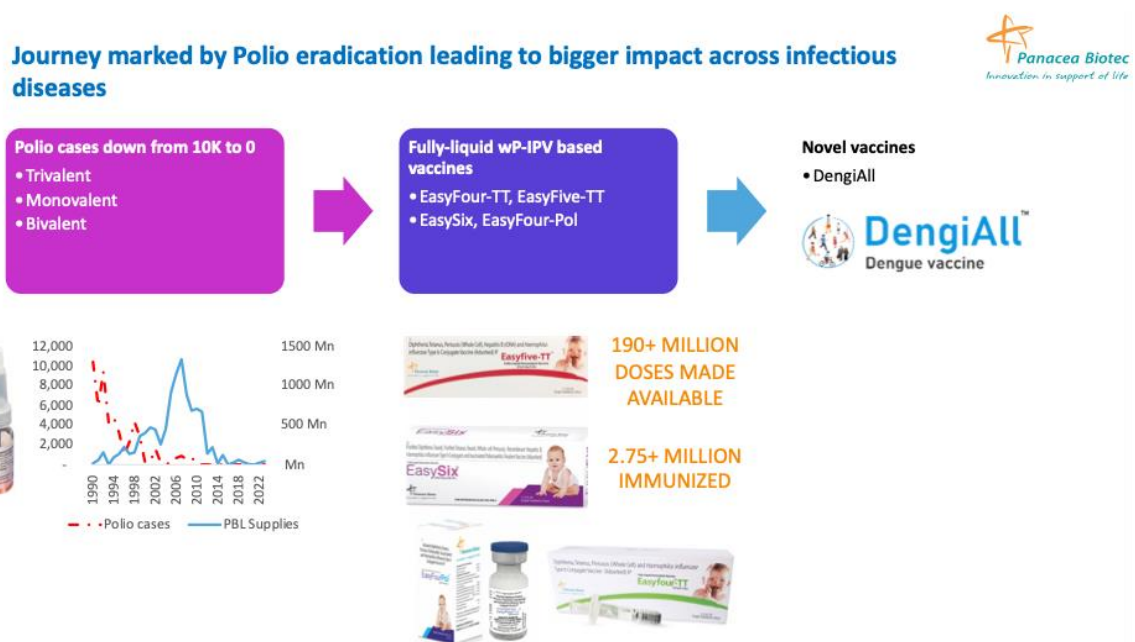 Journey marked by Polio eradication leading to bigger impact across infectious
diseases
Panacea Biotec
Innovation in support of life
Polio cases down from 10K to 0
• Trivalent
• Monovalent
• Bivalent
Fully-liquid wP-IPV based
vaccines
• EasyFour-TT, EasyFive-TT
• EasySix, EasyFour-Pol
Novel vaccines
• DengiAll
DengiAll™
Dengue vaccine
12,000
10,000
8,000
6,000
4,000
2,000
-
1500 Mn
1000 Mn
500 Mn
Mn
1990
1994
1998
2002
2006
2010
2014
2018
2022
Polio cases
PBL Supplies
Easyfive-TT
190+ MILLION
DOSES MADE
AVAILABLE
EasySix
EasySix
2.75+ MILLION
IMMUNIZED
EasyFourPol
Easyfour-TT